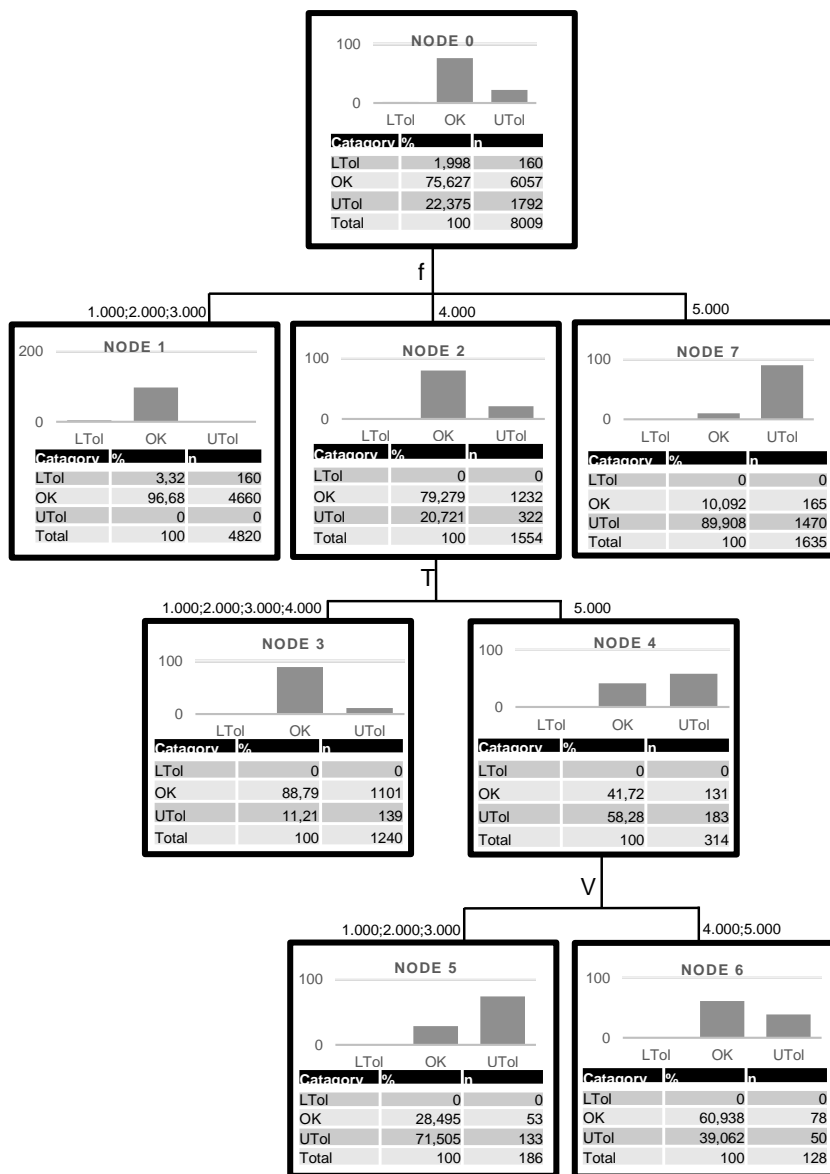 NODE 0
100
0
LTol OK UTol
Catagory % n
LTol 1,998 160
OK 75,627 6057
UTol 22,375 1792
Total 100 8009
f
1.000;2.000;3.000
4.000
5.000
NODE 1
200
0
LTol OK UTol
Catagory % n
LTol 3,32 160
OK 96,68 4660
UTol 0 0
Total 100 4820
NODE 2
100
0
LTol OK UTol
Catagory % n
LTol 0 0
OK 79,279 1232
UTol 20,721 322
Total 100 1554
NODE 7
100
0
LTol OK UTol
Catagory % n
LTol 0 0
OK 10,092 165
UTol 89,908 1470
Total 100 1635
T
1.000;2.000;3.000;4.000
5.000
NODE 3
100
0
LTol OK UTol
Catagory % n
LTol 0 0
OK 88,79 1101
UTol 11,21 139
Total 100 1240
NODE 4
100
0
LTol OK UTol
Catagory % n
LTol 0 0
OK 41,72 131
UTol 58,28 183
Total 100 314
V
1.000;2.000;3.000
4.000;5.000
NODE 5
100
0
LTol OK UTol
Catagory % n
LTol 0 0
OK 28,495 53
UTol 71,505 133
Total 100 186
NODE 6
100
0
LTol OK UTol
Catagory % n
LTol 0 0
OK 60,938 78
UTol 39,062 50
Total 100 128